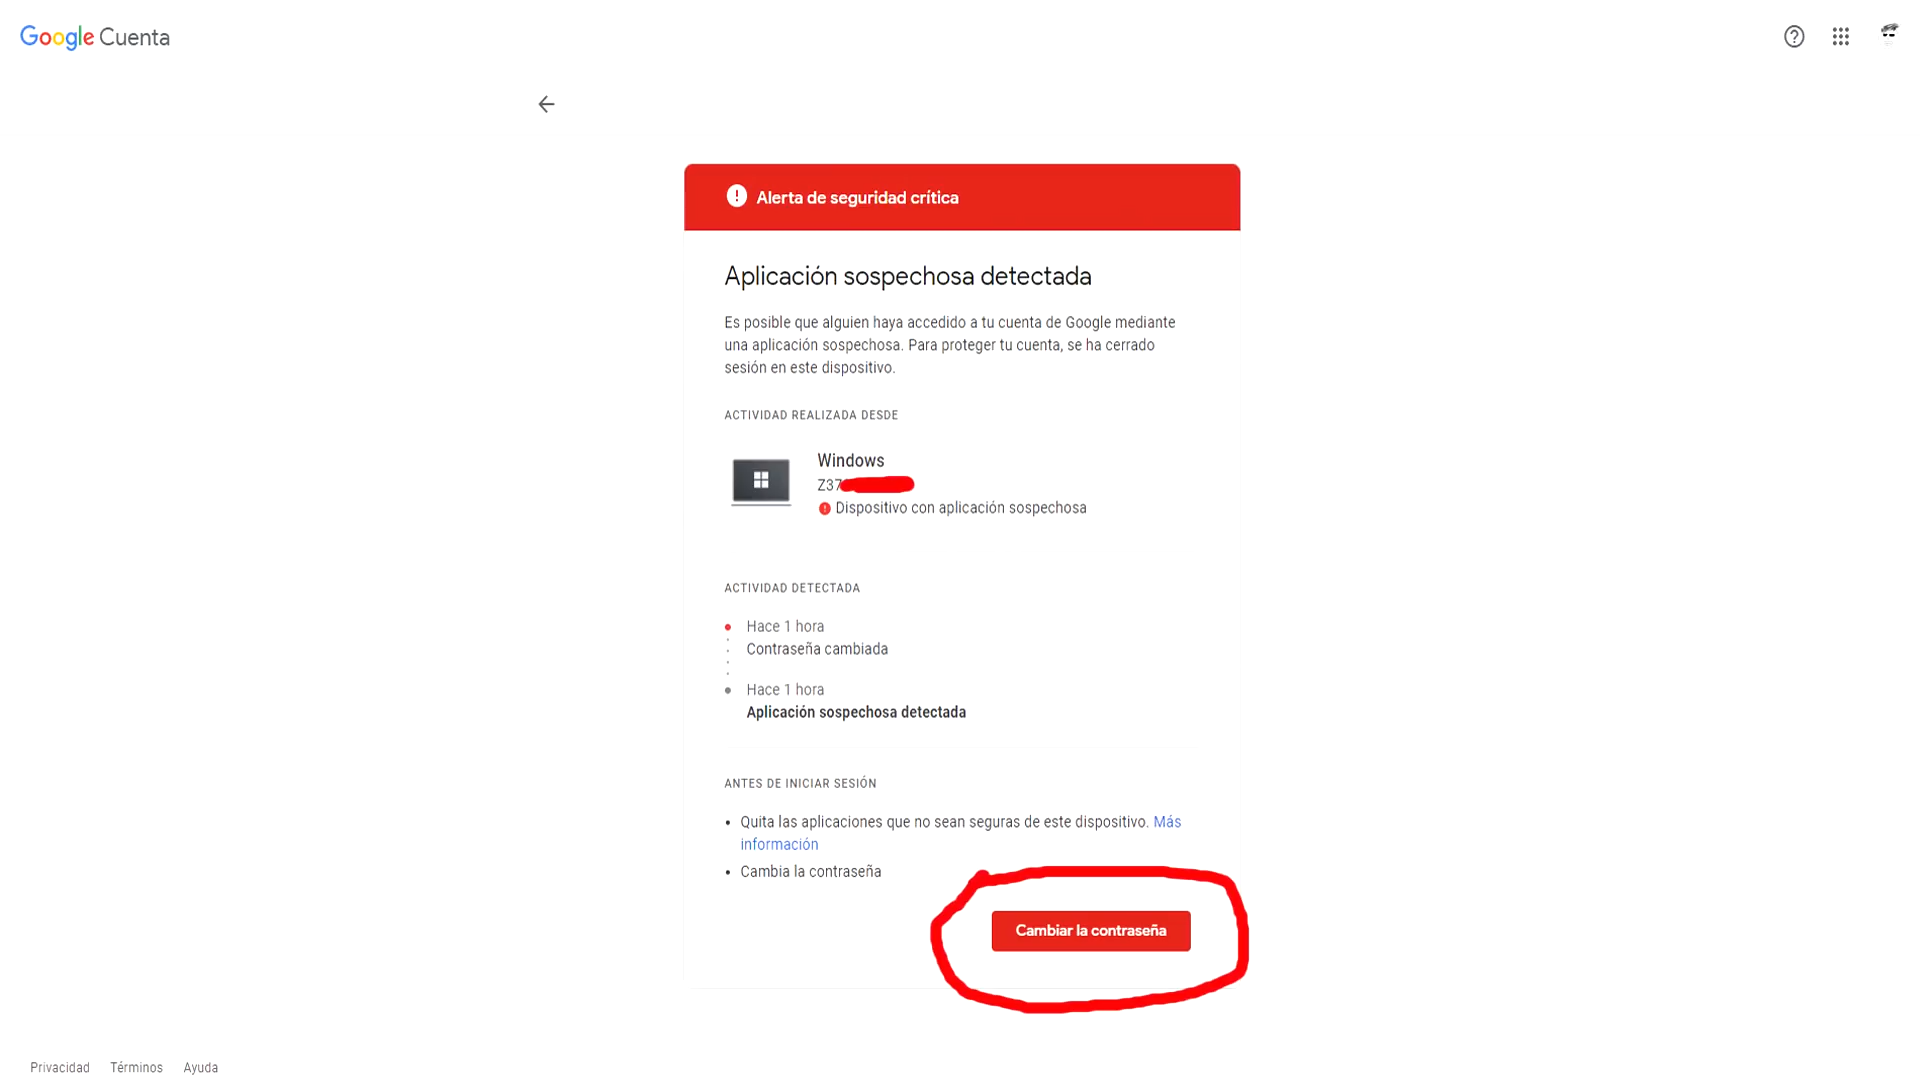 Google Cuenta
Alerta de seguridad crítica
Aplicación sospechosa detectada
Es posible que alguien haya accedido a tu cuenta de Google mediante
una aplicación sospechosa. Para proteger tu cuenta, se ha cerrado
sesión en este dispositivo.
ACTIVIDAD REALIZADA DESDE
Windows
Z37
Dispositivo con aplicación sospechosa
ACTIVIDAD DETECTADA
Hace 1 hora
Contraseña cambiada
Hace 1 hora
Aplicación sospechosa detectada
ANTES DE INICIAR SESIÓN
• Quita las aplicaciones que no sean seguras de este dispositivo. Más
información
• Cambia la contraseña
Cambiar la contraseña
Privacidad Términos Ayuda